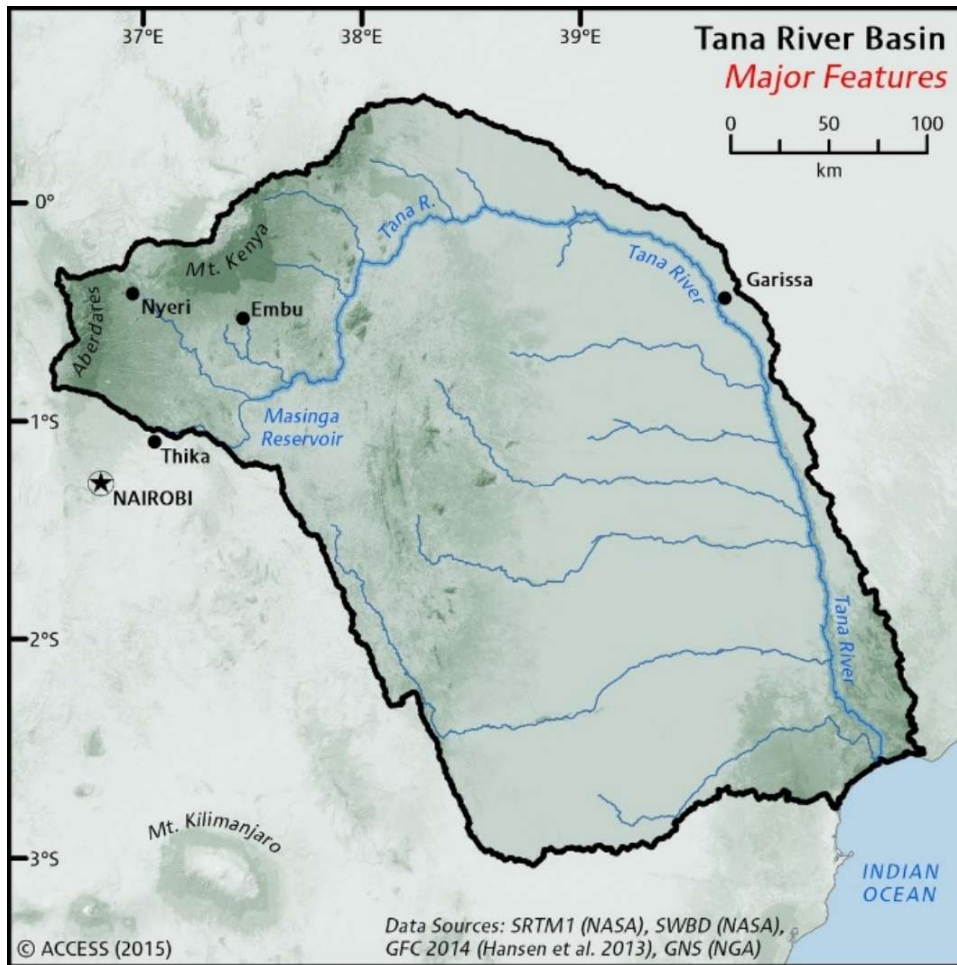 37°E
38°E
39°E
Tana River Basin
Major Features
0
50
100
km
0°
Tana R.
Mt. Kenya
Tana River
Garissa
Aberdares
Nyeri
Embu
1°S
Masinga
Reservoir
Thika
NAIROBI
Tana River
2°S
Mt. Kilimanjaro
3°S
INDIAN
OCEAN
Data Sources: SRTM1 (NASA), SWBD (NASA),
GFC 2014 (Hansen et al. 2013), GNS (NGA)
© ACCESS (2015)